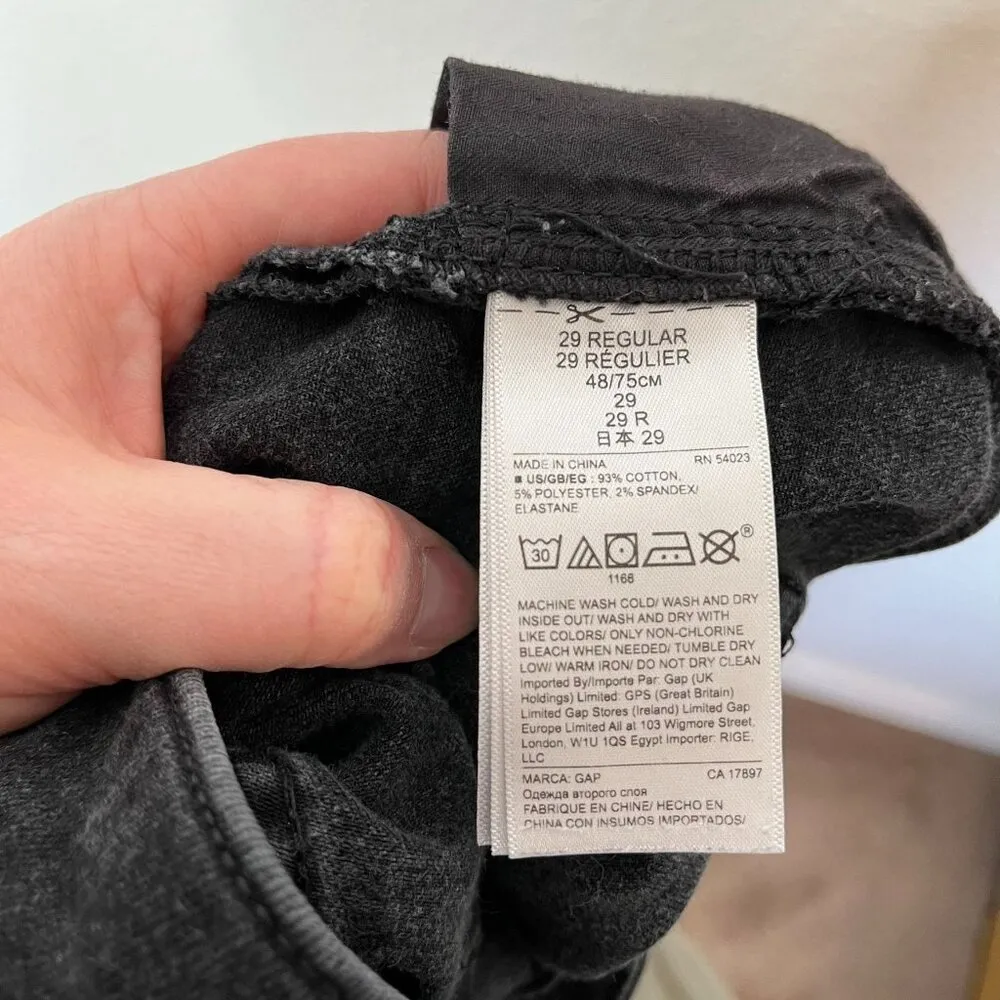 29 REGULAR
29 RÉGULIER
48/75CM
29
29 R
日本 29
MADE IN CHINA RN 54023
US/GB/EG : 93% COTTON,
5% POLYESTER, 2% SPANDEX/
ELASTANE
30 ®
1168
MACHINE WASH COLD/ WASH AND DRY
INSIDE OUT/ WASH AND DRY WITH
LIKE COLORS/ ONLY NON-CHLORINE
BLEACH WHEN NEEDED/ TUMBLE DRY
LOW/ WARM IRON/ DO NOT DRY CLEAN
Imported By/Importe Par: Gap (UK
Holdings) Limited: GPS (Great Britain)
Limited Gap Stores (Ireland) Limited Gap
Europe Limited All at 103 Wigmore Street,
London, W1U 1QS Egypt Importer: RIGE,
LLC
MARCA: GAP CA 17897
Одежда второго слоя
FABRIQUE EN CHINE/ HECHO EN
CHINA CON INSUMOS IMPORTADOS/